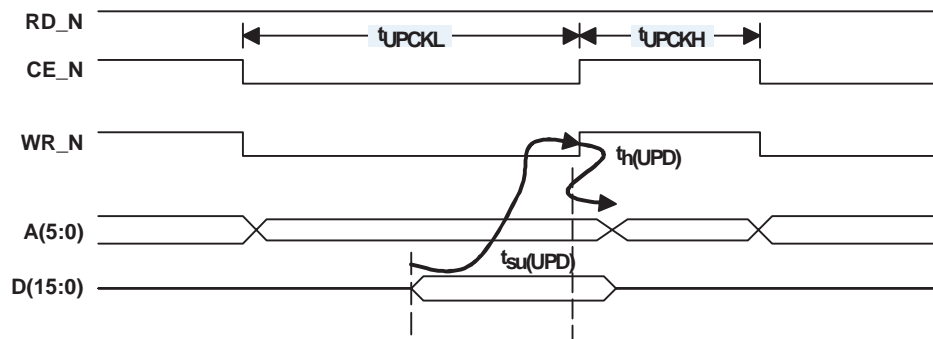 RD_N
tUPCKL
tUPCKH
CE_N
WR_N
th(UPD)
A(5:0)
tsu(UPD)
D(15:0)